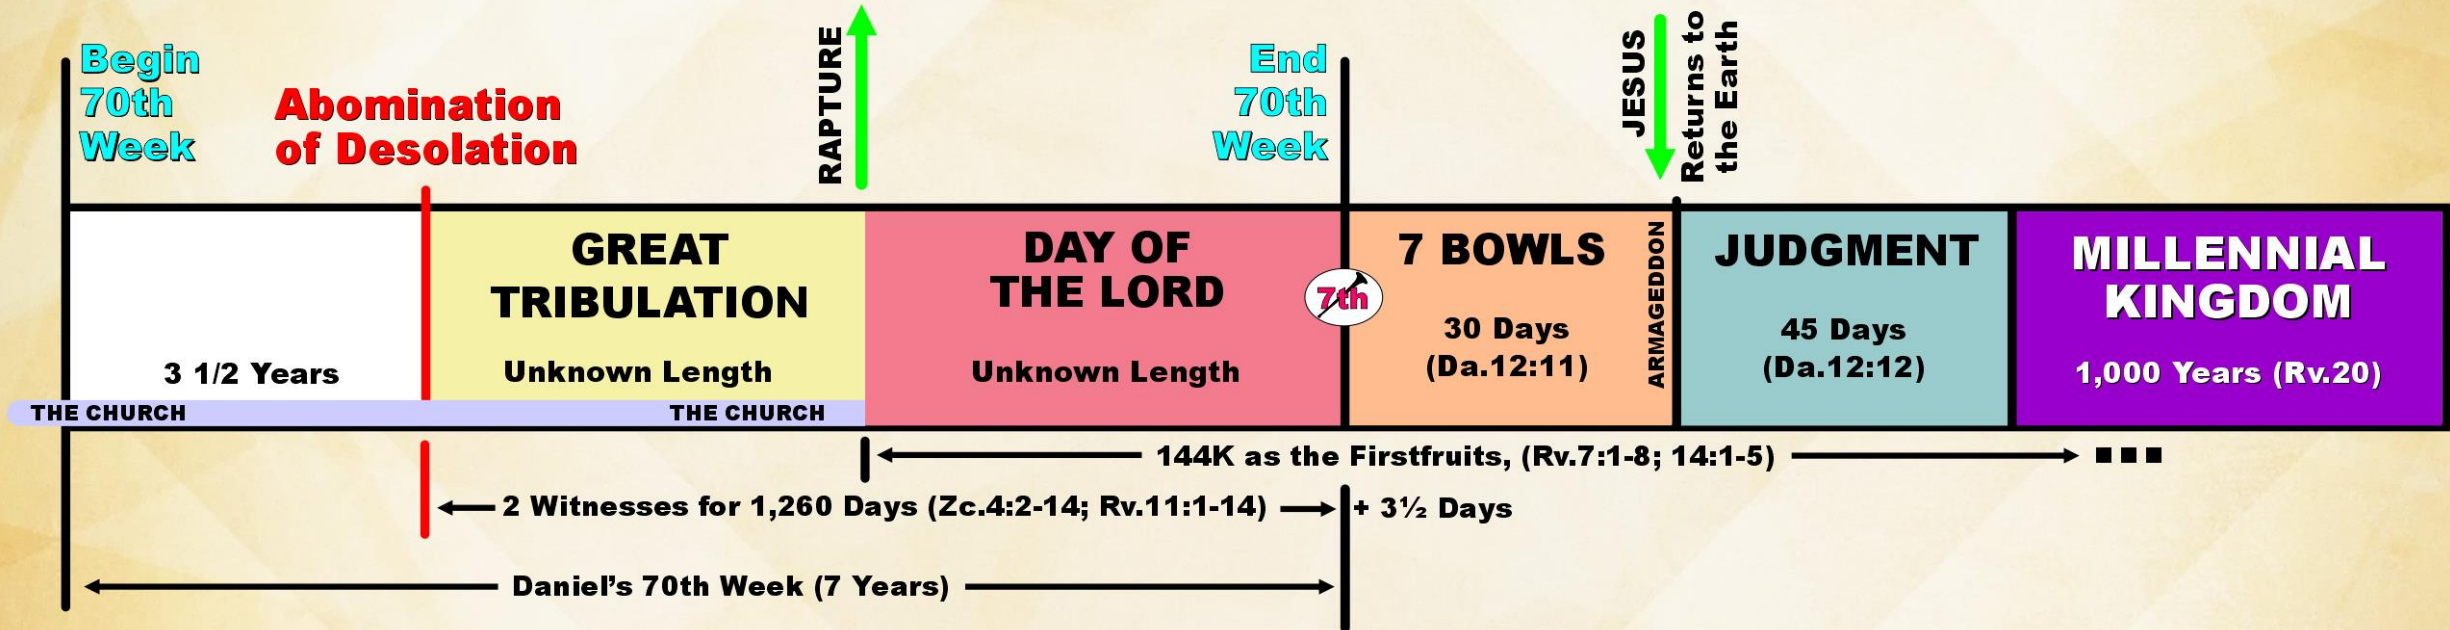 Begin
70th
Week
Abomination
of Desolation
RAPTURE
End
70th
Week
JESUS
Returns to
the Earth
3 1/2 Years
GREAT
TRIBULATION
Unknown Length
DAY OF
THE LORD
Unknown Length
7th
7 BOWLS
30 Days
(Da.12:11)
ARMAGEDDON
JUDGMENT
45 Days
(Da.12:12)
MILLENNIAL
KINGDOM
1,000 Years (Rv.20)
THE CHURCH
THE CHURCH
144K as the Firstfruits, (Rv.7:1-8; 14:1-5)
2 Witnesses for 1,260 Days (Zc.4:2-14; Rv.11:1-14)
+ 3½ Days
Daniel’s 70th Week (7 Years)